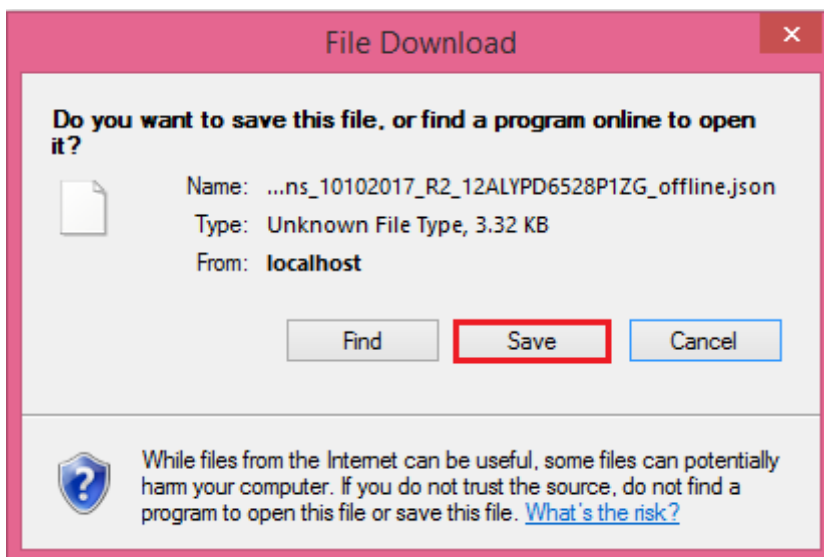 File Download
Do you want to save this file, or find a program online to open
it?
Name: ...ns_10102017_R2_12ALYPD6528P1ZG_offline.json
Type: Unknown File Type, 3.32 KB
From: localhost
Find Save Cancel
While files from the Internet can be useful, some files can potentially
harm your computer. If you do not trust the source, do not find a
program to open this file or save this file. What's the risk?